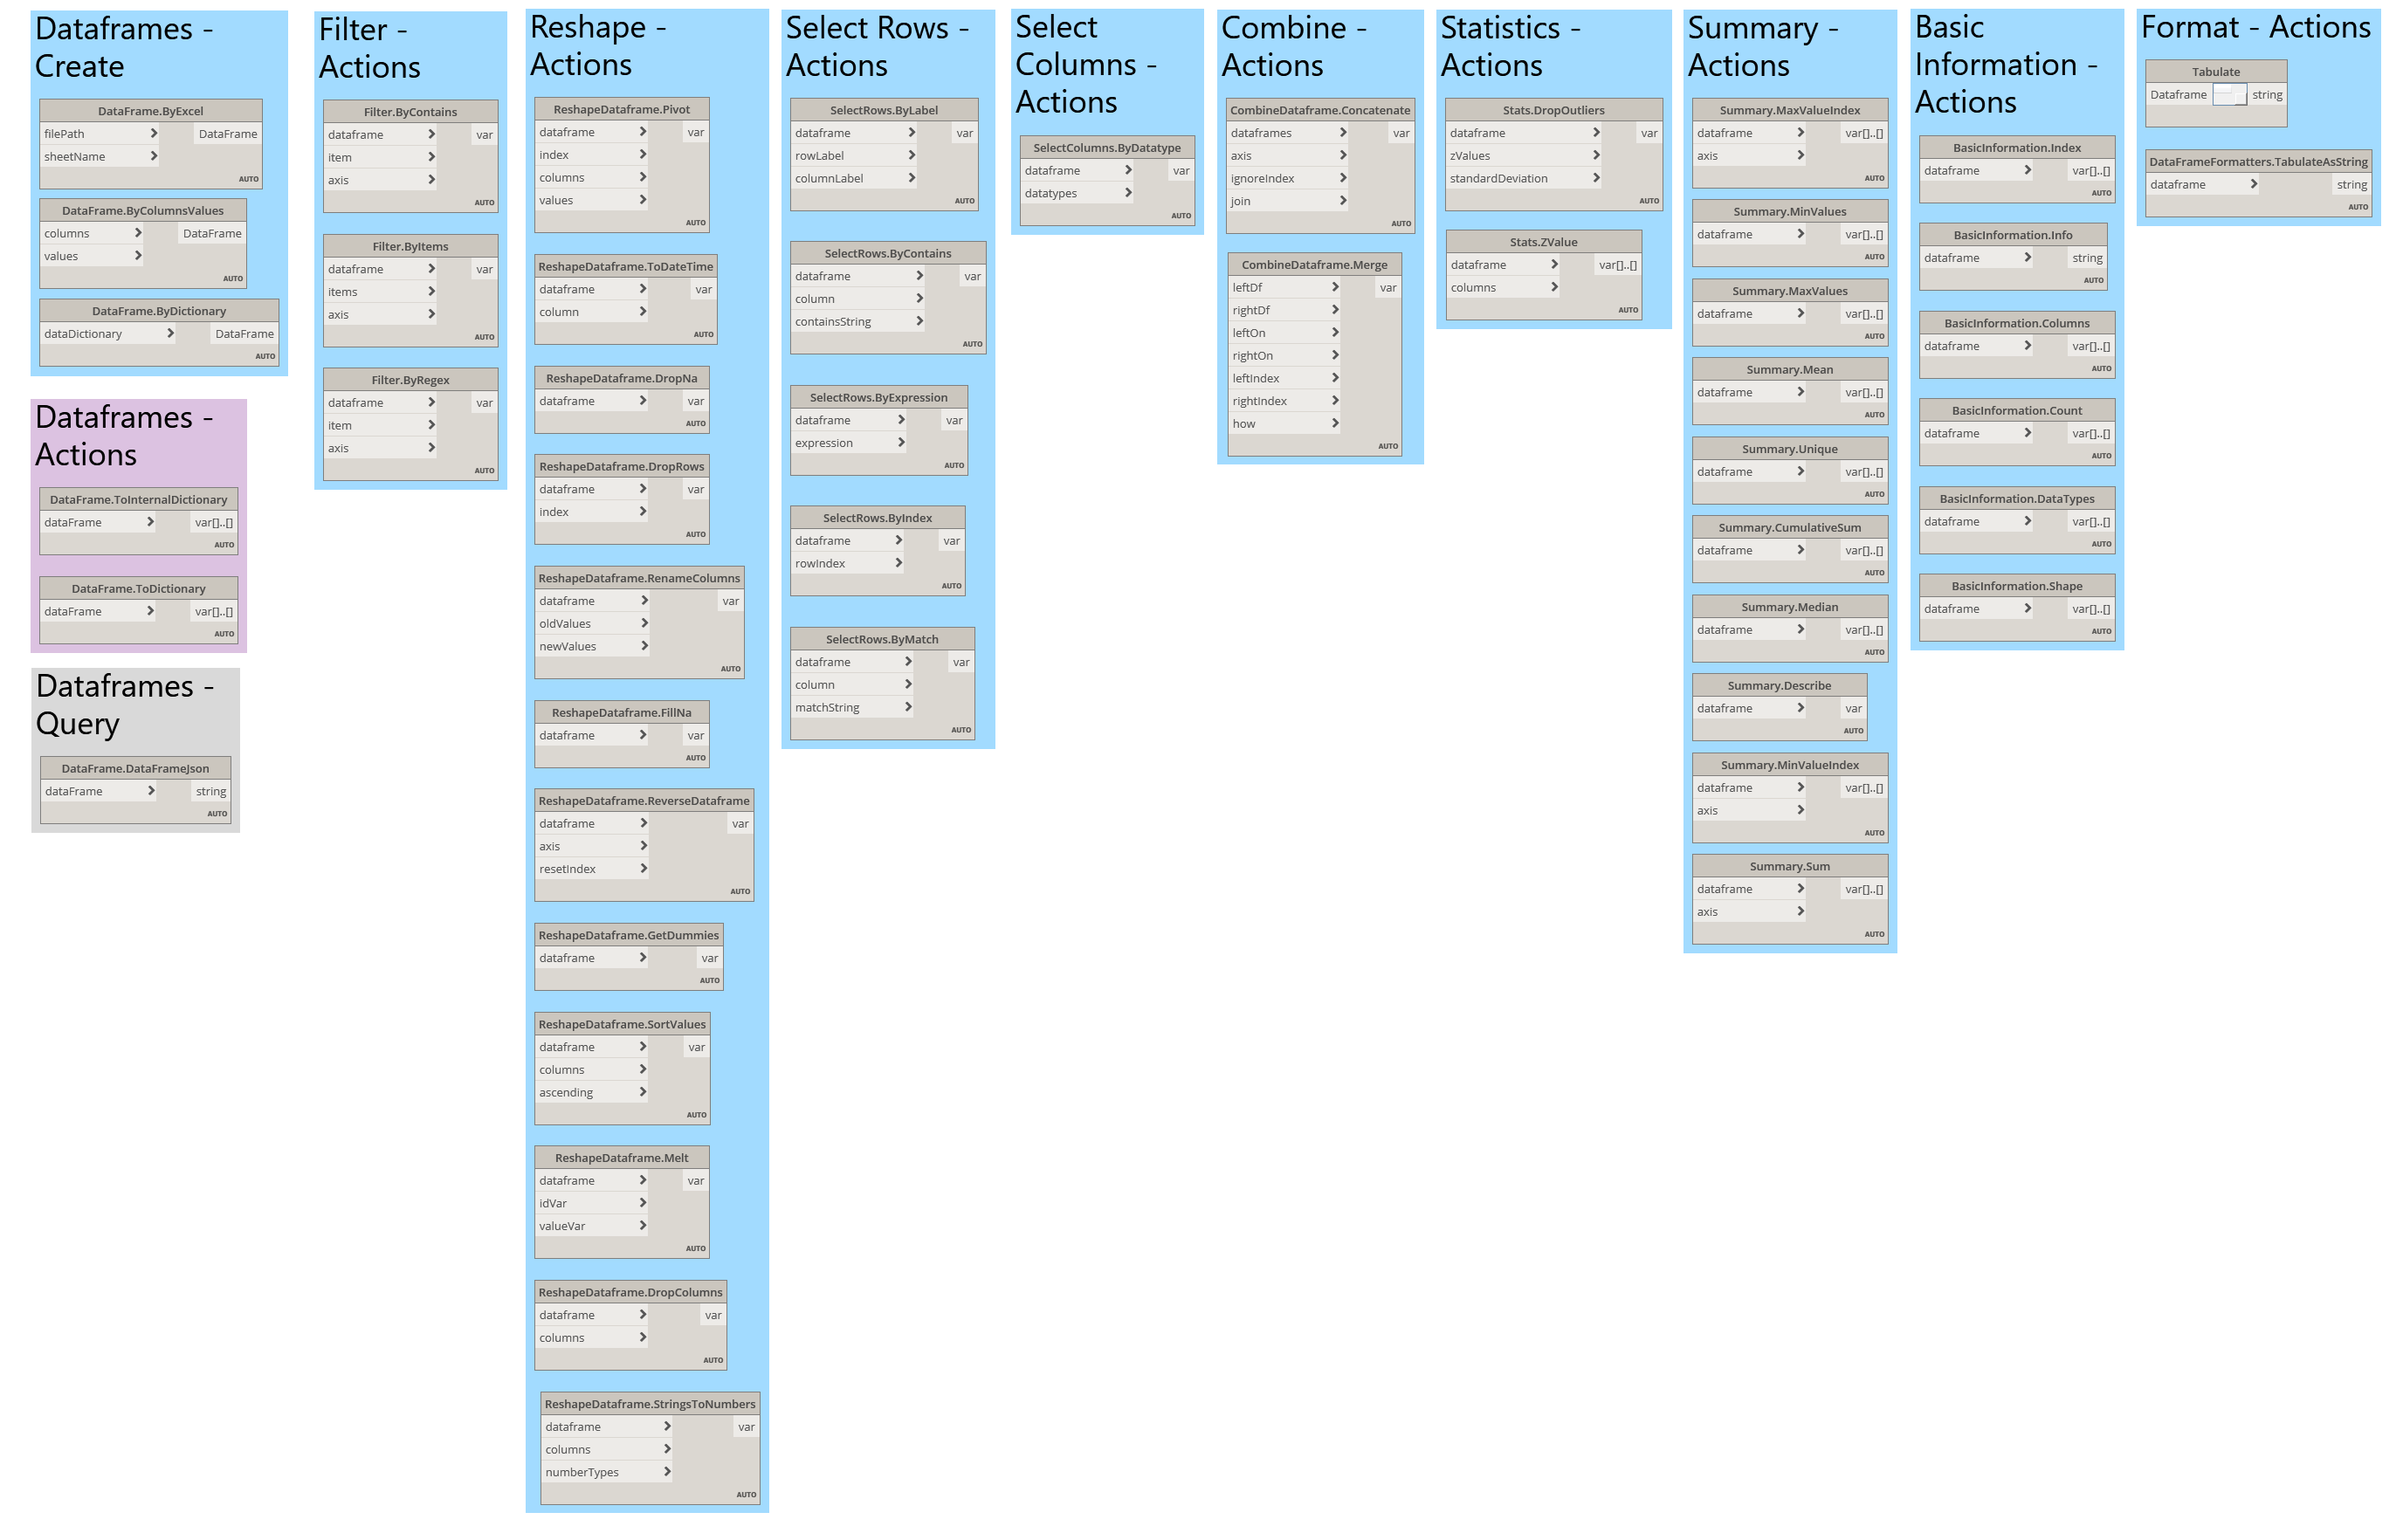 Dataframes -
Create
DataFrame.ByExcel
filePath DataFrame
sheetName
AUTO
DataFrame.ByColumnsValues
columns DataFrame
values
AUTO
DataFrame.ByDictionary
dataDictionary DataFrame
AUTO
Dataframes -
Actions
DataFrame.ToInternalDictionary
dataFrame var[]..[]
AUTO
DataFrame.ToDictionary
dataFrame var[]..[]
AUTO
Dataframes -
Query
DataFrame.DataFrameJson
dataFrame string
AUTO
Filter -
Actions
Filter.ByContains
dataframe var
item
axis
AUTO
Filter.ByItems
dataframe var
items
axis
AUTO
Filter.ByRegex
dataframe var
item
axis
AUTO
Reshape -
Actions
ReshapeDataframe.Pivot
dataframe var
index
columns
values
AUTO
ReshapeDataframe.ToDateTime
dataframe var
column
AUTO
ReshapeDataframe.DropNa
dataframe var
AUTO
ReshapeDataframe.DropRows
dataframe var
index
AUTO
ReshapeDataframe.RenameColumns
dataframe var
oldValues
newValues
AUTO
ReshapeDataframe.FillNa
dataframe var
AUTO
ReshapeDataframe.ReverseDataframe
dataframe var
axis
resetIndex
AUTO
ReshapeDataframe.GetDummies
dataframe var
AUTO
ReshapeDataframe.SortValues
dataframe var
columns
ascending
AUTO
ReshapeDataframe.Melt
dataframe var
idVar
valueVar
AUTO
ReshapeDataframe.DropColumns
dataframe var
columns
AUTO
ReshapeDataframe.StringsToNumbers
dataframe var
columns
numberTypes
AUTO
Select Rows -
Actions
SelectRows.ByLabel
dataframe var
rowLabel
columnLabel
AUTO
SelectRows.ByContains
dataframe var
column
containsString
AUTO
SelectRows.ByExpression
dataframe var
expression
AUTO
SelectRows.ByIndex
dataframe var
rowIndex
AUTO
SelectRows.ByMatch
dataframe var
column
matchString
AUTO
Select
Columns -
Actions
SelectColumns.ByDatatype
dataframe var
datatypes
AUTO
Combine -
Actions
CombineDataframe.Concatenate
dataframes var
axis
ignoreIndex
join
AUTO
CombineDataframe.Merge
leftDf var
rightDf
leftOn
rightOn
leftIndex
rightIndex
how
AUTO
Statistics -
Actions
Stats.DropOutliers
dataframe var
zValues
standardDeviation
AUTO
Stats.ZValue
dataframe var[]..[]
columns
AUTO
Summary -
Actions
Summary.MaxValueIndex
dataframe var[]..[]
axis
AUTO
Summary.MinValues
dataframe var[]..[]
AUTO
Summary.MaxValues
dataframe var[]..[]
AUTO
Summary.Mean
dataframe var[]..[]
AUTO
Summary.Unique
dataframe var[]..[]
AUTO
Summary.CumulativeSum
dataframe var[]..[]
AUTO
Summary.Median
dataframe var[]..[]
AUTO
Summary.Describe
dataframe var
AUTO
Summary.MinValueIndex
dataframe var[]..[]
axis
AUTO
Summary.Sum
dataframe var[]..[]
axis
AUTO
Basic
Information -
Actions
BasicInformation.Index
dataframe var[]..[]
AUTO
BasicInformation.Info
dataframe string
AUTO
BasicInformation.Columns
dataframe var[]..[]
AUTO
BasicInformation.Count
dataframe var[]..[]
AUTO
BasicInformation.DataTypes
dataframe var[]..[]
AUTO
BasicInformation.Shape
dataframe var[]..[]
AUTO
Format - Actions
Tabulate
Dataframe string
DataFrameFormatters.TabulateAsString
dataframe string
AUTO